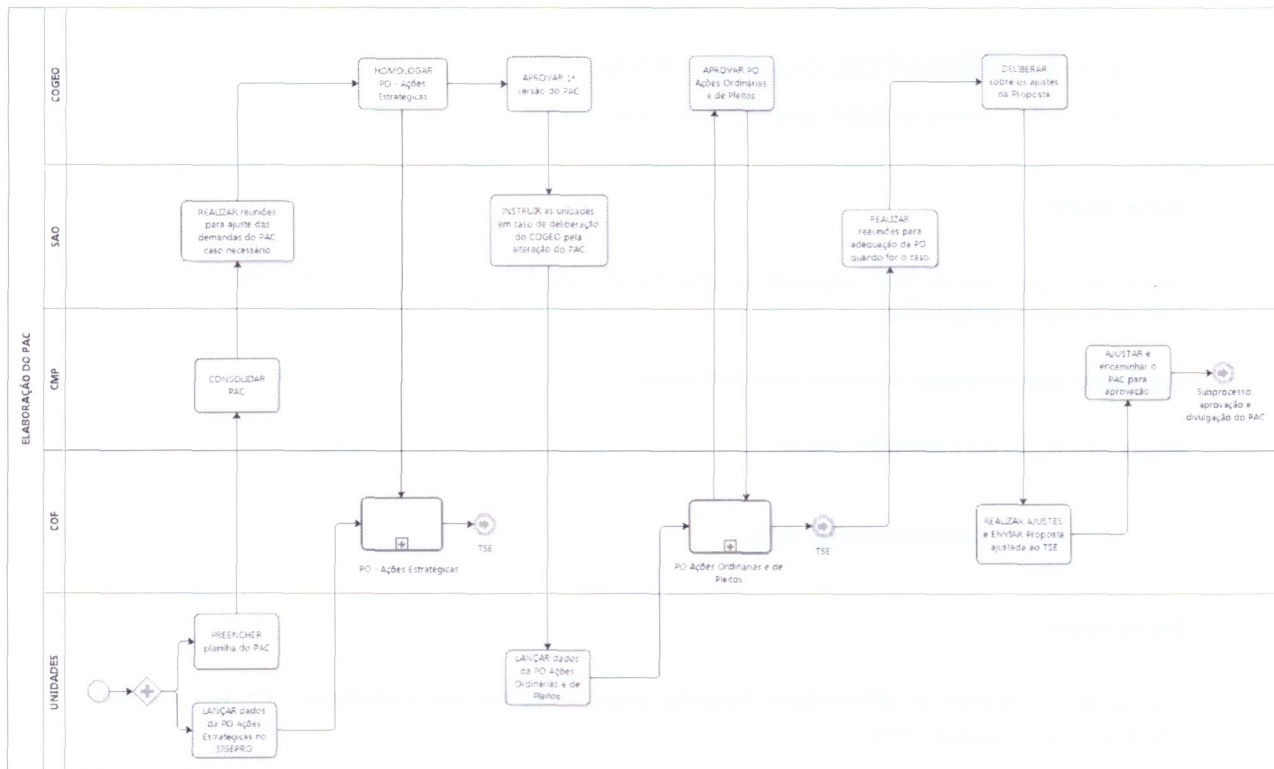 ELABORAÇÃO DO PAC
COGEO
HOMOLOGAR
PO - Ações
Estratégicas
APROVAR 1ª
versão do PAC
APROVAR PO
Ações Ordinárias
e de Pleitos
DELIBERAR
sobre os ajustes
da Proposta
SAO
REALIZAR reuniões
para ajuste das
demandas do PAC
caso necessário
INSTRUIR as unidades
em caso de deliberação
do COGEO pela
alteração do PAC
REALIZAR
reauniões para
adequação da PO
quando for o caso
CMP
CONSOLIDAR
PAC
AJUSTAR e
encaminhar o
PAC para
aprovação
Subprocesso:
aprovação e
divulgação do PAC
COF
PO - Ações Estratégicas
TSE
PO Ações Ordinárias e de
Pleitos
TSE
REALIZAR AJUSTES
e ENVIAR Proposta
ajustada ao TSE
UNIDADES
PREENCHER
planilha do PAC
LANÇAR dados
da PO Ações
Estratégicas no
SIGEPRO
LANÇAR dados
da PO Ações
Ordinárias e de
Pleitos